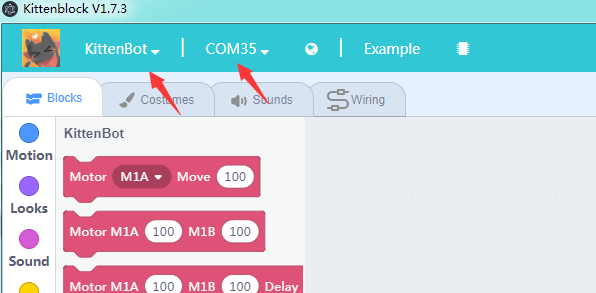 Kittenblock V1.7.3
KittenBot COM35 Example
Blocks Costumes Sounds Wiring
KittenBot
Motion
Looks
Sound
Motor M1A Move 100
Motor M1A 100 M1B 100
Motor M1A 100 M1B 100 Delay